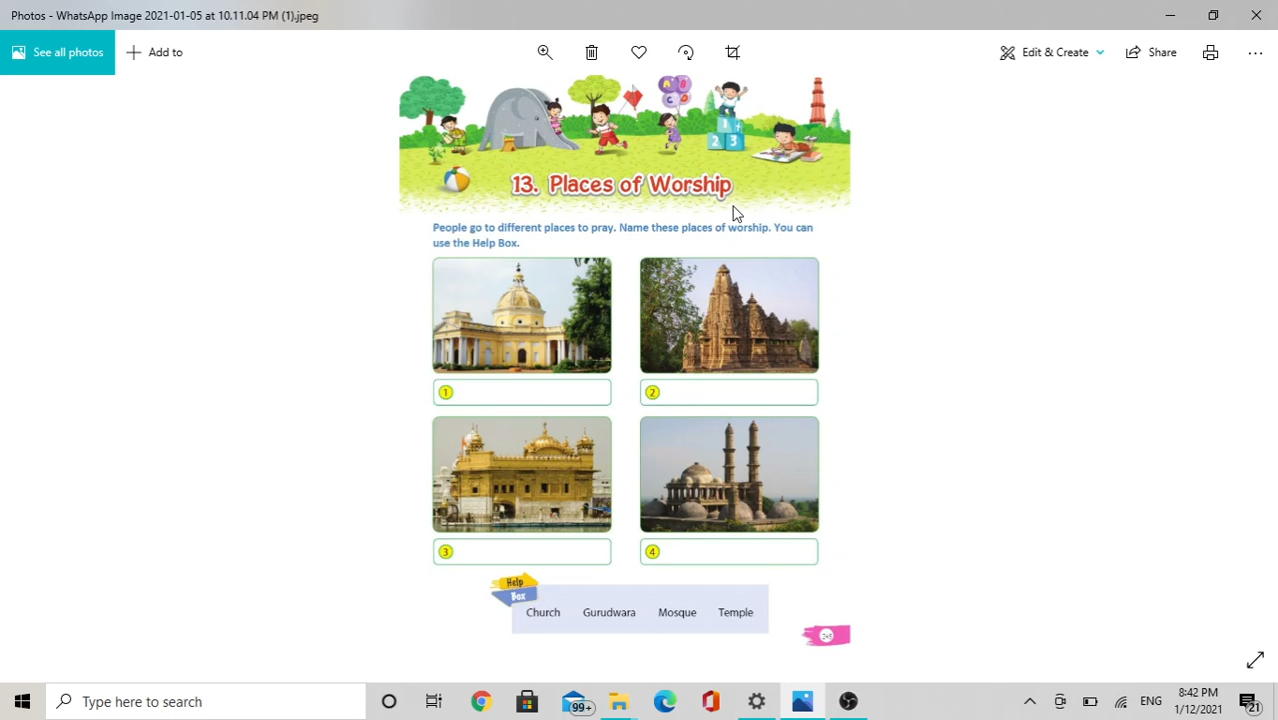 Photos - WhatsApp Image 2021-01-05 at 10.11.04 PM (1).jpeg
See all photos
Add to
Edit & Create
Share
A B
C D
1 +
2 3
13. Places of Worship
People go to different places to pray. Name these places of worship. You can
use the Help Box.
1
2
3
4
Help
Box
Church Gurudwara Mosque Temple
Type here to search
99+
ENG
8:42 PM
1/12/2021
21